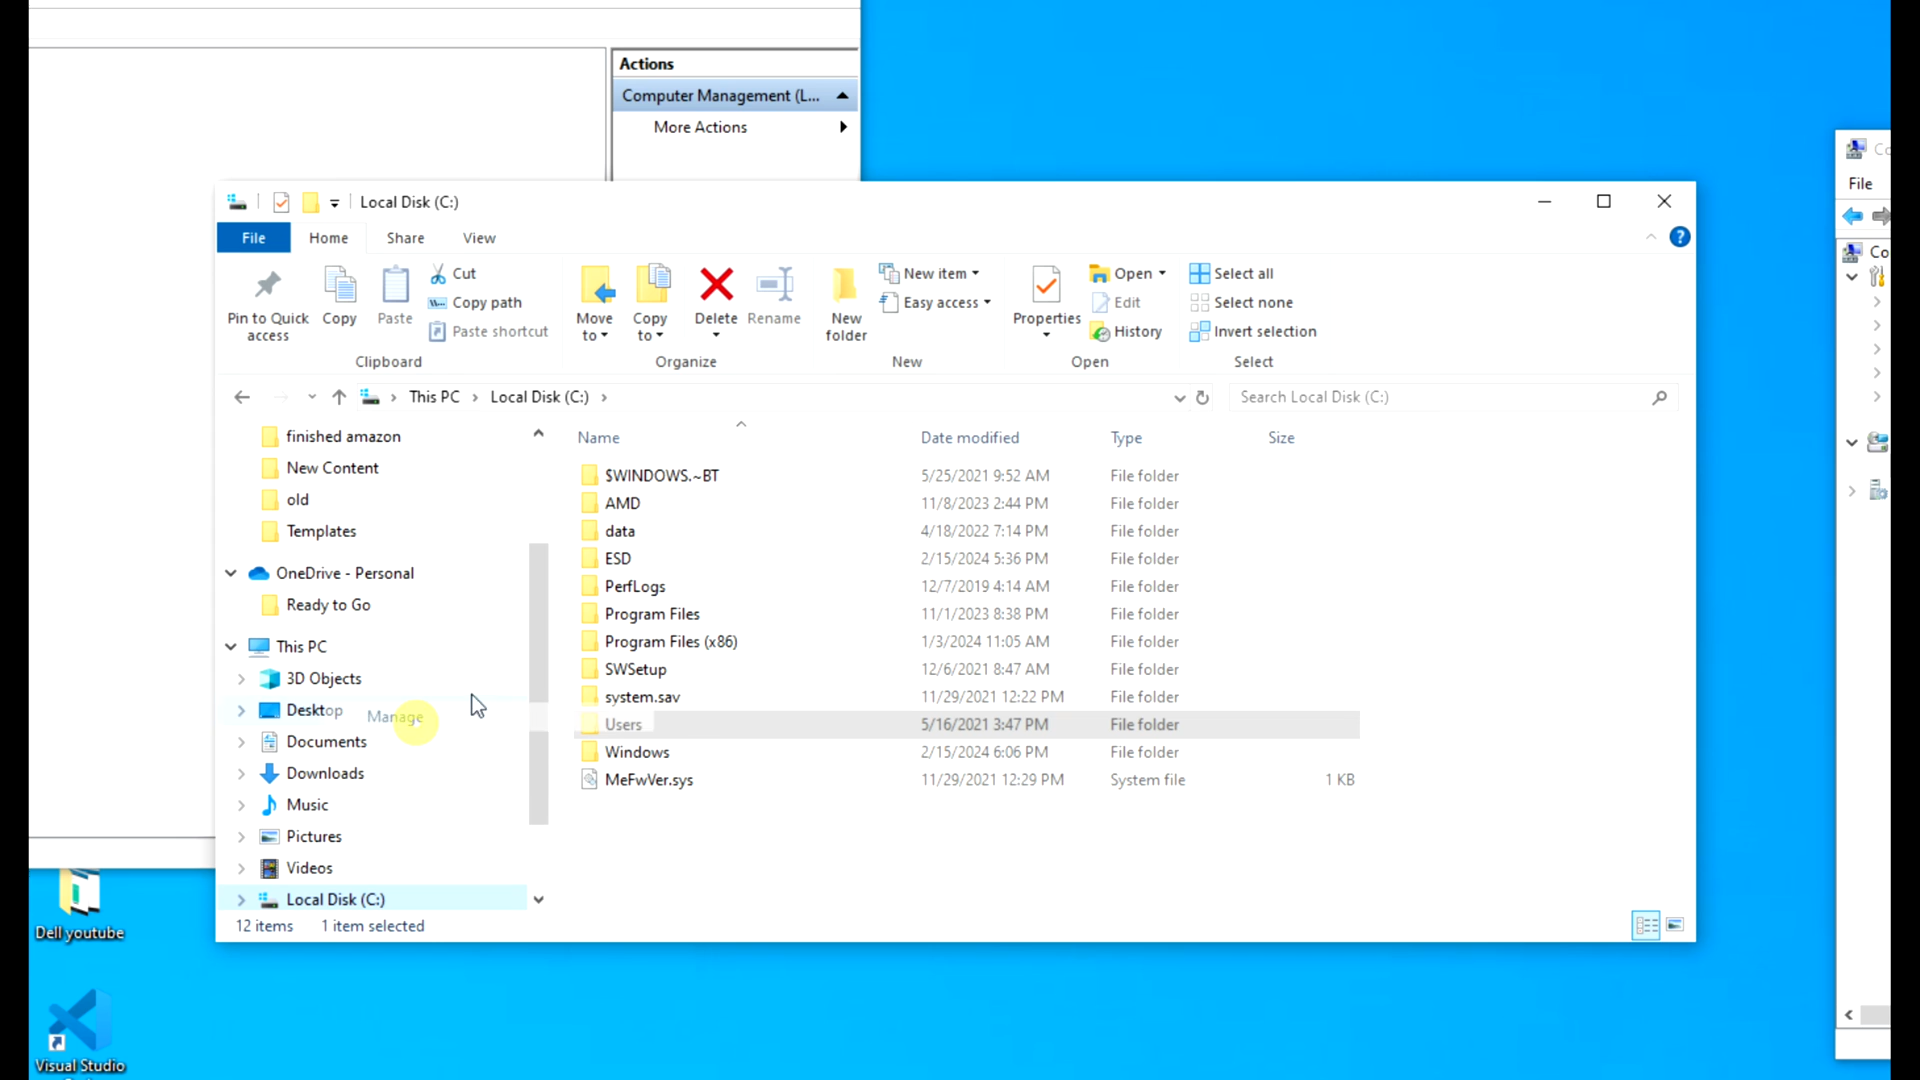 Actions
Computer Management (L...
More Actions
Co
File
Co
Local Disk (C:)
File
Home
Share
View
Pin to Quick
access
Copy
Paste
Cut
Copy path
Paste shortcut
Clipboard
Move
to
Copy
to
Delete
Rename
Organize
New
folder
New item
Easy access
New
Properties
Open
Edit
History
Open
Select all
Select none
Invert selection
Select
This PC
Local Disk (C:)
Search Local Disk (C:)
finished amazon
New Content
old
Templates
OneDrive - Personal
Ready to Go
This PC
3D Objects
Desktop
Manage
Documents
Downloads
Music
Pictures
Videos
Local Disk (C:)
Name Date modified Type Size
$WINDOWS.~BT 5/25/2021 9:52 AM File folder
AMD 11/8/2023 2:44 PM File folder
data 4/18/2022 7:14 PM File folder
ESD 2/15/2024 5:36 PM File folder
PerfLogs 12/7/2019 4:14 AM File folder
Program Files 11/1/2023 8:38 PM File folder
Program Files (x86) 1/3/2024 11:05 AM File folder
SWSetup 12/6/2021 8:47 AM File folder
system.sav 11/29/2021 12:22 PM File folder
Users 5/16/2021 3:47 PM File folder
Windows 2/15/2024 6:06 PM File folder
MeFwVer.sys 11/29/2021 12:29 PM System file 1 KB
12 items 1 item selected
Dell youtube
Visual Studio